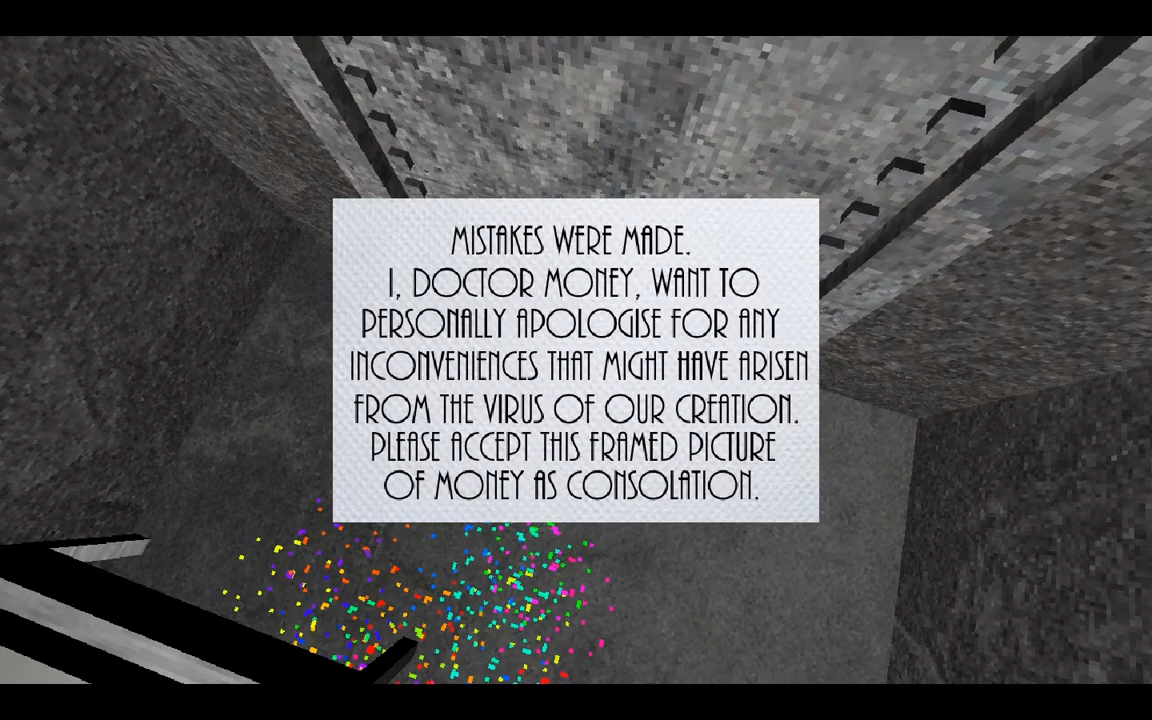 MISTAKES WERE MADE.
I, DOCTOR MONEY, WANT TO
PERSONALLY APOLOGISE FOR ANY
INCONVENIENCES THAT MIGHT HAVE ARISEN
FROM THE VIRUS OF OUR CREATION.
PLEASE ACCEPT THIS FRAMED PICTURE
OF MONEY AS CONSOLATION.